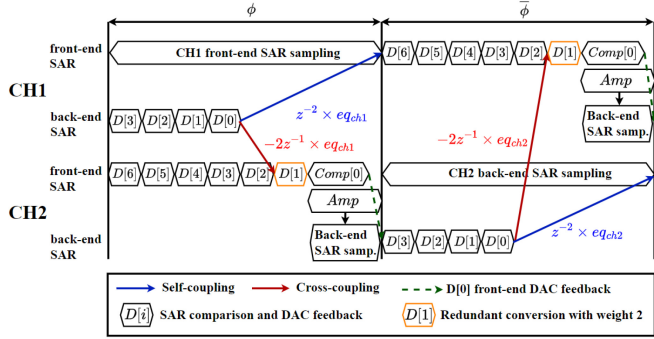 ϕ
ϕ̅
front-end SAR
CH1 front-end SAR sampling
D[6] D[5] D[4] D[3] D[2] D[1] Comp[0]
CH1
Amp
back-end SAR
D[3] D[2] D[1] D[0]
z⁻² × eq_ch1
Back-end
SAR samp.
−2z⁻¹ × eq_ch1
−2z⁻¹ × eq_ch2
front-end SAR
D[6] D[5] D[4] D[3] D[2] D[1] Comp[0]
CH2 back-end SAR sampling
CH2
Amp
back-end SAR
Back-end
SAR samp.
D[3] D[2] D[1] D[0]
z⁻² × eq_ch2
Self-coupling
Cross-coupling
D[0] front-end DAC feedback
D[i] SAR comparison and DAC feedback
D[1] Redundant conversion with weight 2